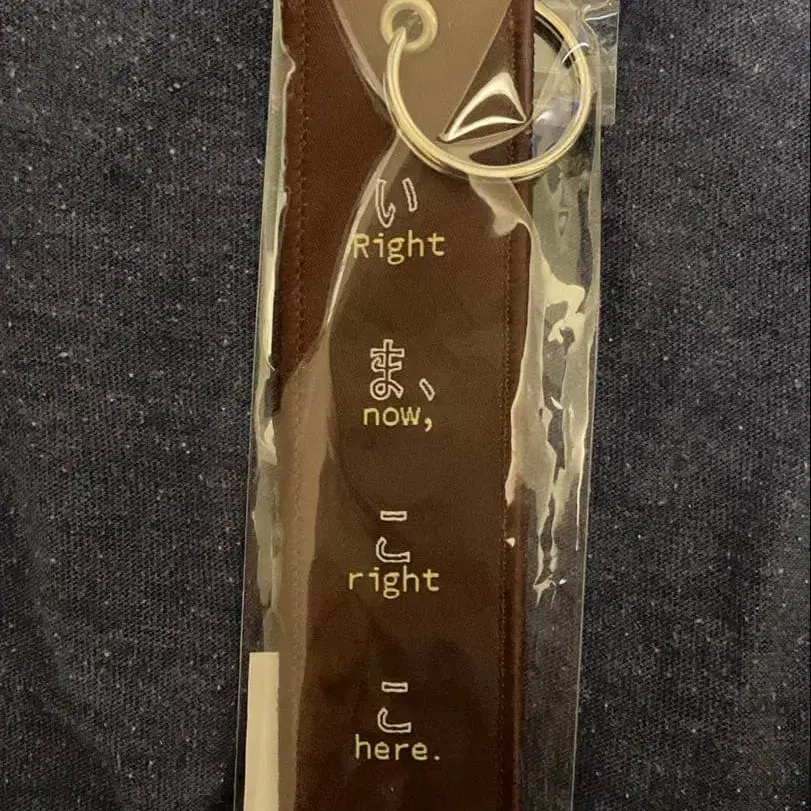 い
Right
ま、
now,
こ
right
こ
here.